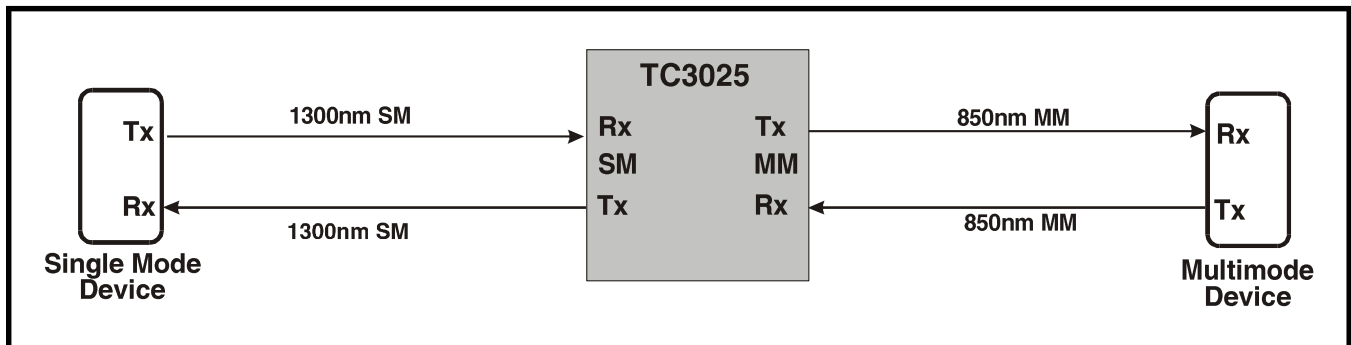 TC3025
1300nm SM
850nm MM
Tx
Rx
Tx
Rx
SM
MM
Rx
Tx
Rx
Tx
1300nm SM
850nm MM
Single Mode
Device
Multimode
Device